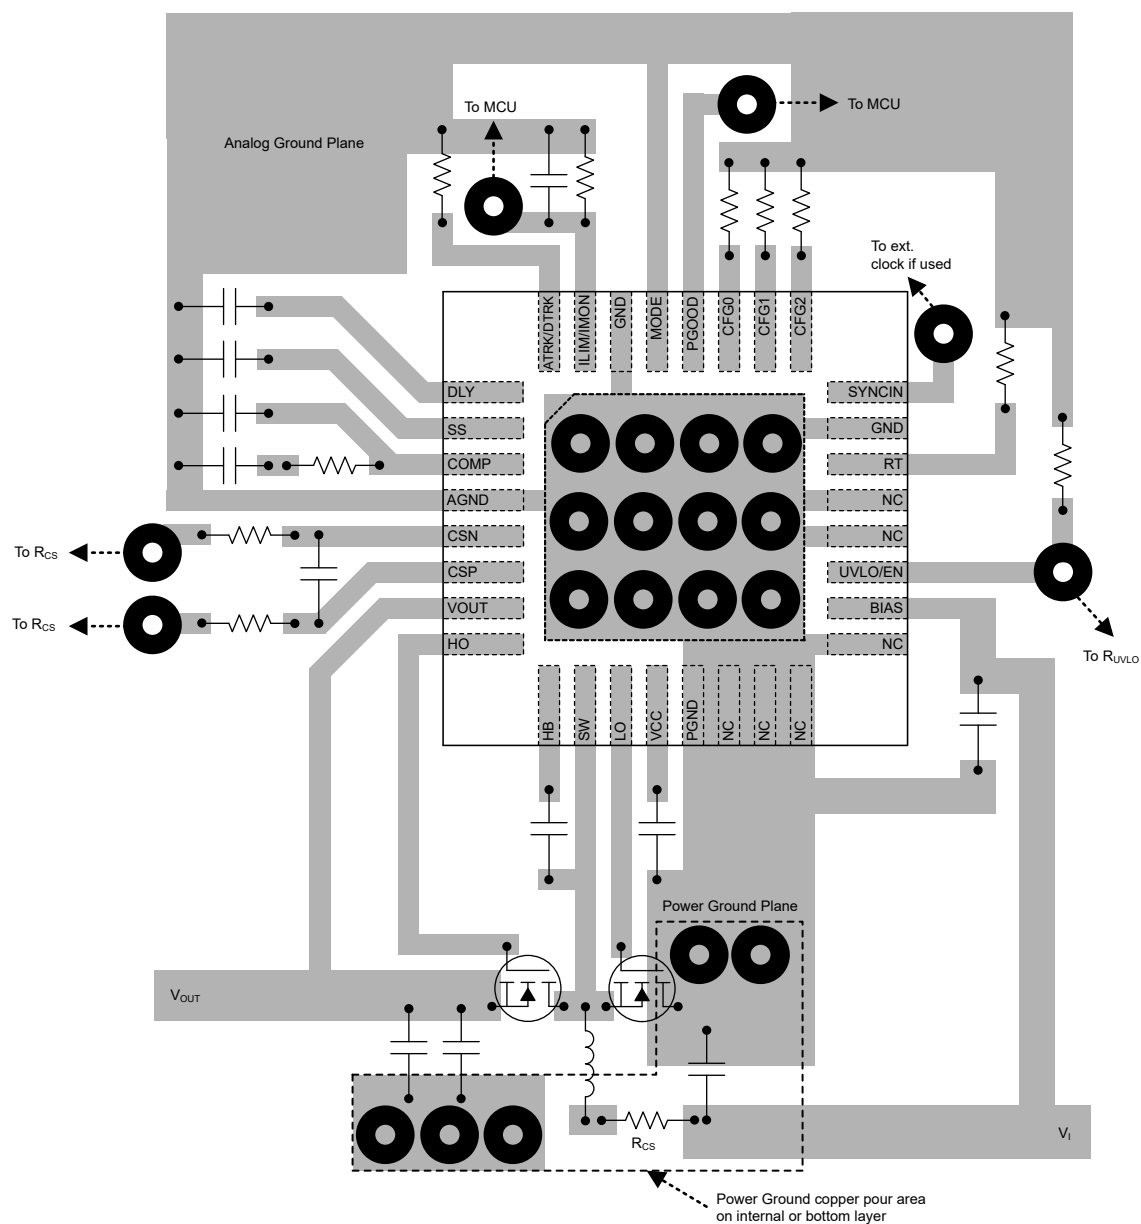 To MCU
To MCU
Analog Ground Plane
To ext.
clock if used
ATRK/DTRK
ILIM/IMON
GND
MODE
PGOOD
CFG0
CFG1
CFG2
DLY
SS
COMP
AGND
CSN
CSP
VOUT
HO
SYNCIN
GND
RT
NC
NC
UVLO/EN
BIAS
NC
To RCS
To RCS
To RUVLO
HB
SW
LO
VCC
PGND
NC
NC
NC
Power Ground Plane
VOUT
RCS
VI
Power Ground copper pour area
on internal or bottom layer